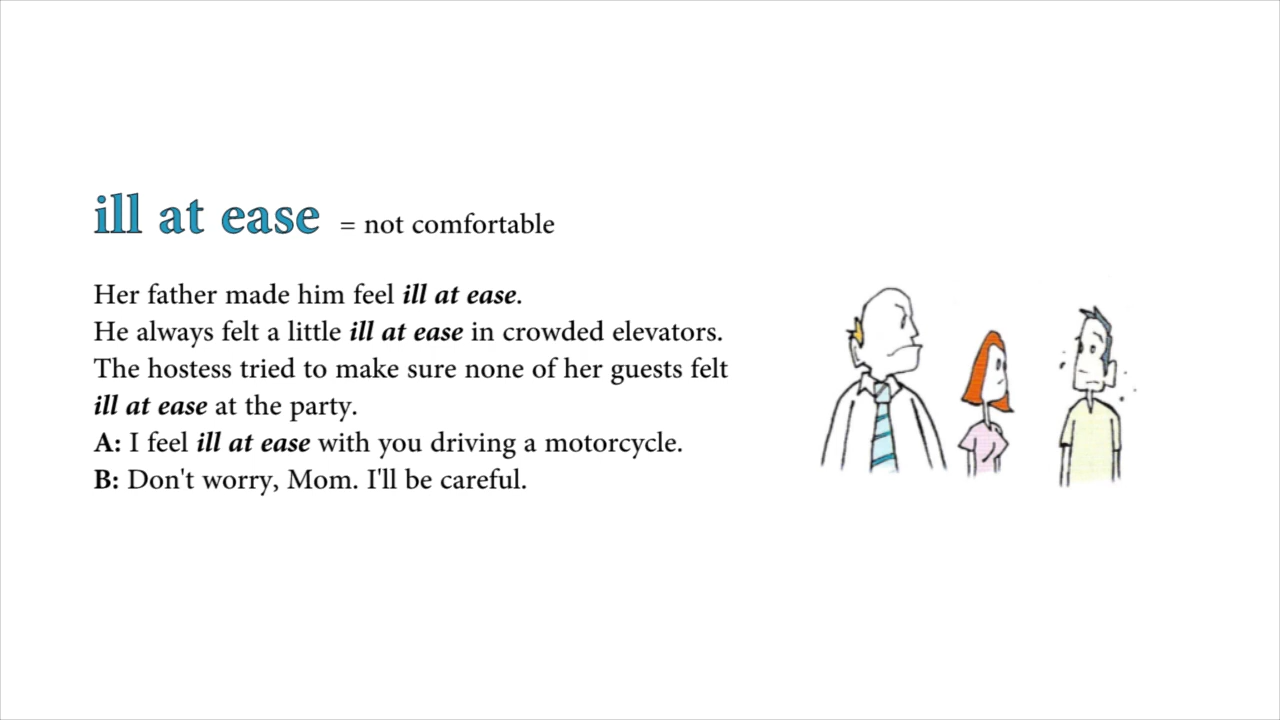 ill at ease = not comfortable
Her father made him feel ill at ease.
He always felt a little ill at ease in crowded elevators.
The hostess tried to make sure none of her guests felt
ill at ease at the party.
A: I feel ill at ease with you driving a motorcycle.
B: Don't worry, Mom. I'll be careful.